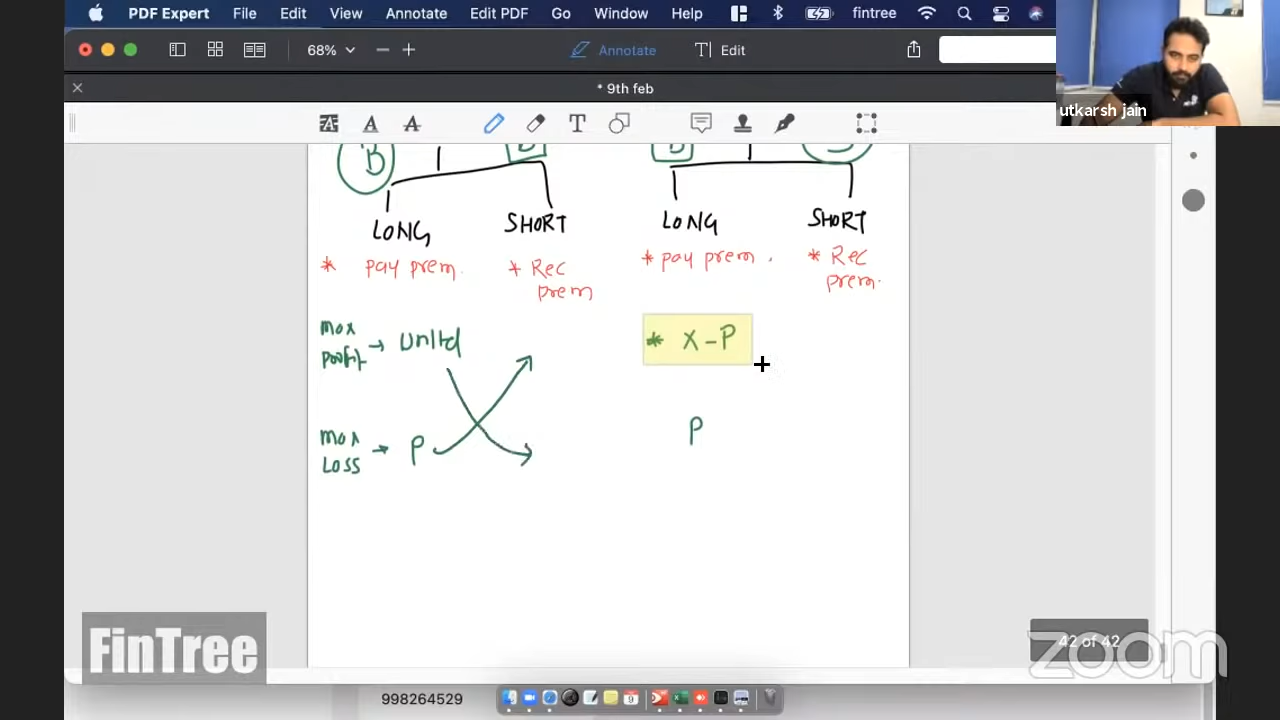 PDF Expert File Edit View Annotate Edit PDF Go Window Help fintree
68% Annotate T Edit
utkarsh jain
* 9th feb
B
LONG SHORT LONG SHORT
* pay prem. * Rec prem * pay prem. * Rec prem.
max profit → unltd * X-P
max Loss → P P
FinTree
42 of 42
zoom
998264529